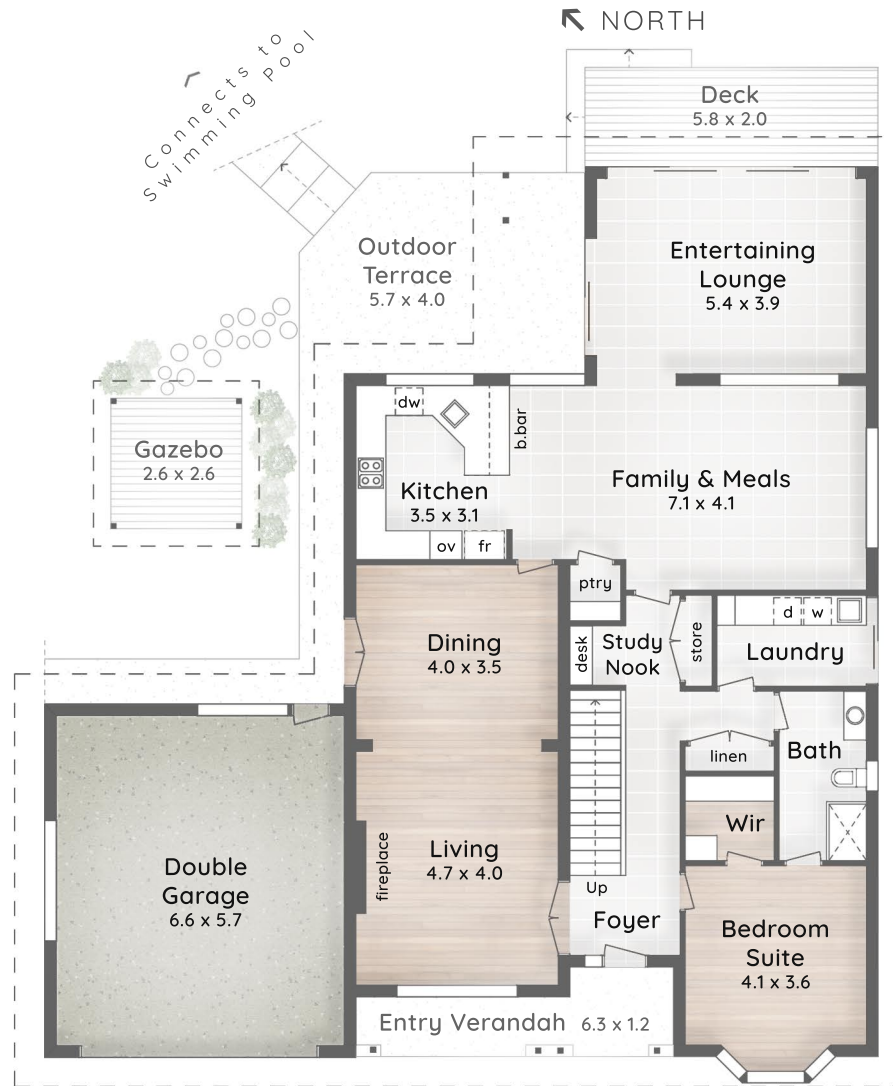 NORTH
Connects to
Swimming Pool
Deck
5.8 x 2.0
Outdoor
Terrace
5.7 x 4.0
Entertaining
Lounge
5.4 x 3.9
Gazebo
2.6 x 2.6
dw
b.bar
Kitchen
3.5 x 3.1
ov
fr
Family & Meals
7.1 x 4.1
ptry
Dining
4.0 x 3.5
desk
Study
Nook
store
d
w
Laundry
linen
Bath
Wir
fireplace
Living
4.7 x 4.0
Double
Garage
6.6 x 5.7
Up
Foyer
Bedroom
Suite
4.1 x 3.6
Entry Verandah 6.3 x 1.2